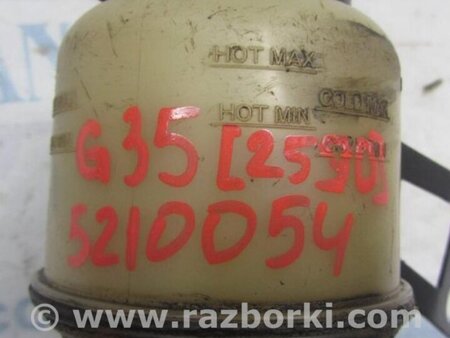 HOT MAX
HOT MIN
G35 [2530]
5210054
© www.razborki.com/